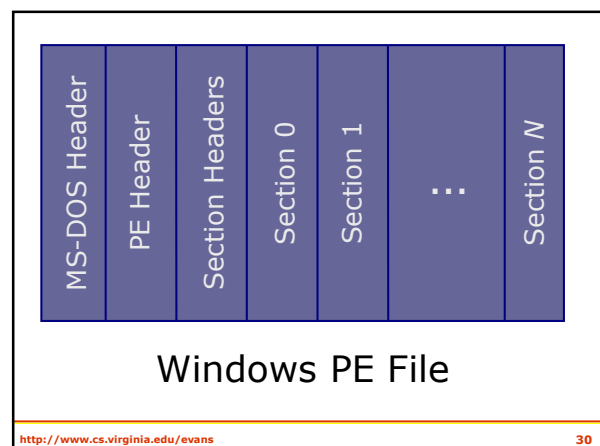 MS-DOS Header
PE Header
Section Headers
Section 0
Section 1
...
Section N
Windows PE File
http://www.cs.virginia.edu/evans
30